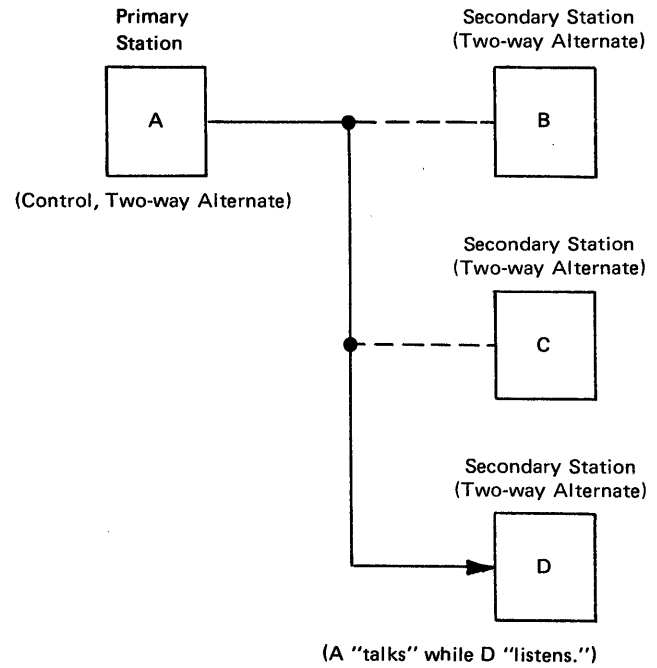 Primary
Station
A
(Control, Two-way Alternate)
Secondary Station
(Two-way Alternate)
B
Secondary Station
(Two-way Alternate)
C
Secondary Station
(Two-way Alternate)
D
(A "talks" while D "listens.")